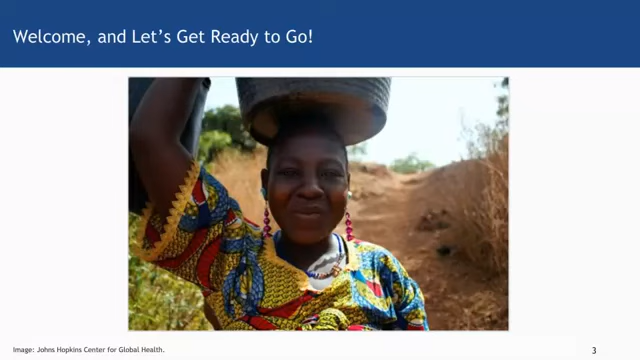 Welcome, and Let's Get Ready to Go!
Image: Johns Hopkins Center for Global Health.
3